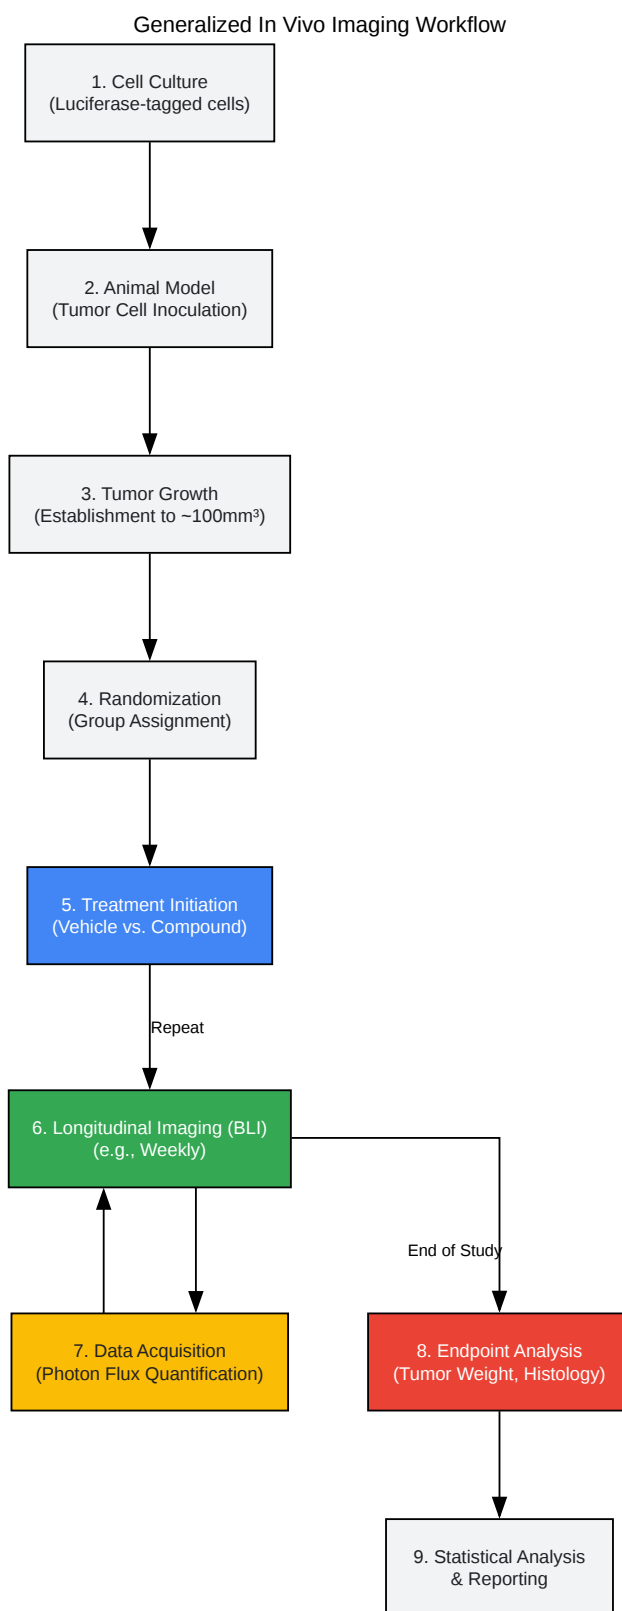 Generalized In Vivo Imaging Workflow
1. Cell Culture
(Luciferase-tagged cells)
2. Animal Model
(Tumor Cell Inoculation)
3. Tumor Growth
(Establishment to ~100mm³)
4. Randomization
(Group Assignment)
5. Treatment Initiation
(Vehicle vs. Compound)
Repeat
6. Longitudinal Imaging (BLI)
(e.g., Weekly)
End of Study
7. Data Acquisition
(Photon Flux Quantification)
8. Endpoint Analysis
(Tumor Weight, Histology)
9. Statistical Analysis
& Reporting